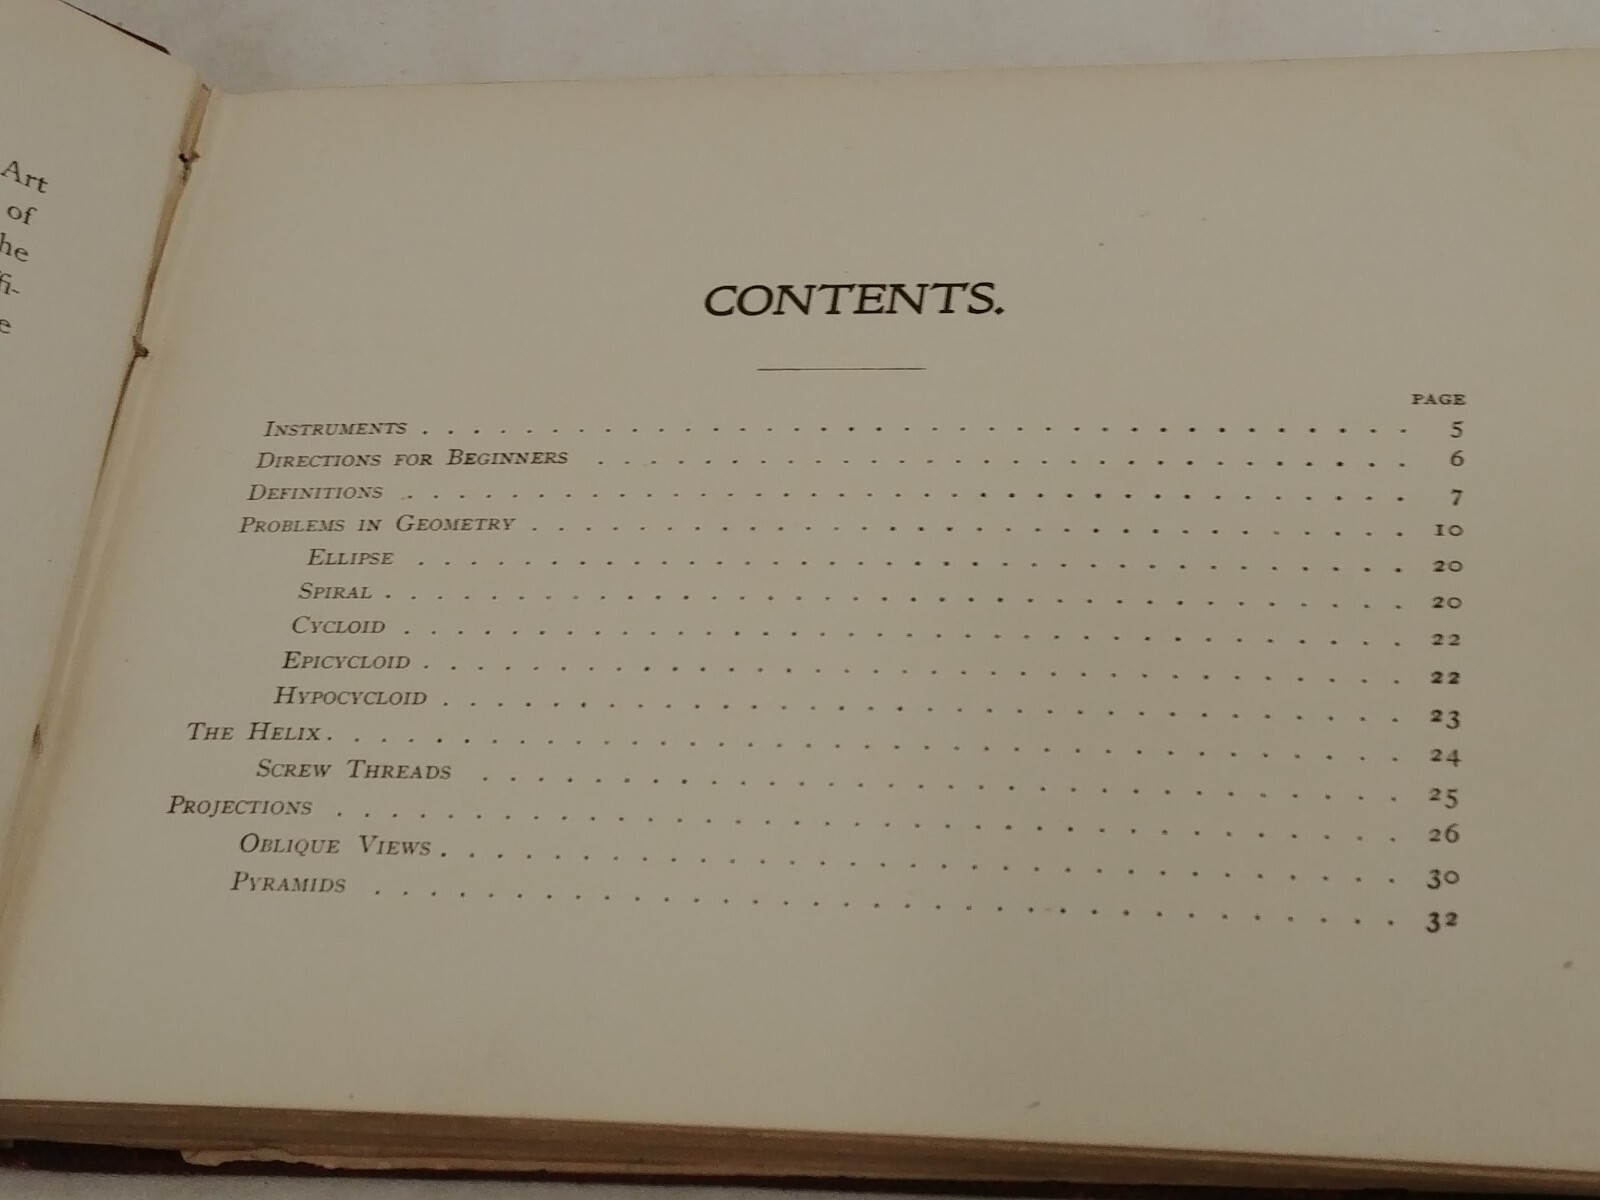 Art
of
he
fi-
e
CONTENTS.
PAGE
INSTRUMENTS . . . . . . . . . . . . . . . . . . . . 5
DIRECTIONS FOR BEGINNERS . . . . . . . . . . . . . . . . . . . . 6
DEFINITIONS . . . . . . . . . . . . . . . . . . . . 7
PROBLEMS IN GEOMETRY . . . . . . . . . . . . . . . . . . . . 10
ELLIPSE . . . . . . . . . . . . . . . . . . . . 20
SPIRAL . . . . . . . . . . . . . . . . . . . . 20
CYCLOID . . . . . . . . . . . . . . . . . . . . 22
EPICYCLOID . . . . . . . . . . . . . . . . . . . . 22
HYPOCYCLOID . . . . . . . . . . . . . . . . . . . . 23
THE HELIX . . . . . . . . . . . . . . . . . . . . 24
SCREW THREADS . . . . . . . . . . . . . . . . . . . . 25
PROJECTIONS . . . . . . . . . . . . . . . . . . . . 26
OBLIQUE VIEWS . . . . . . . . . . . . . . . . . . . . 30
PYRAMIDS . . . . . . . . . . . . . . . . . . . . 32